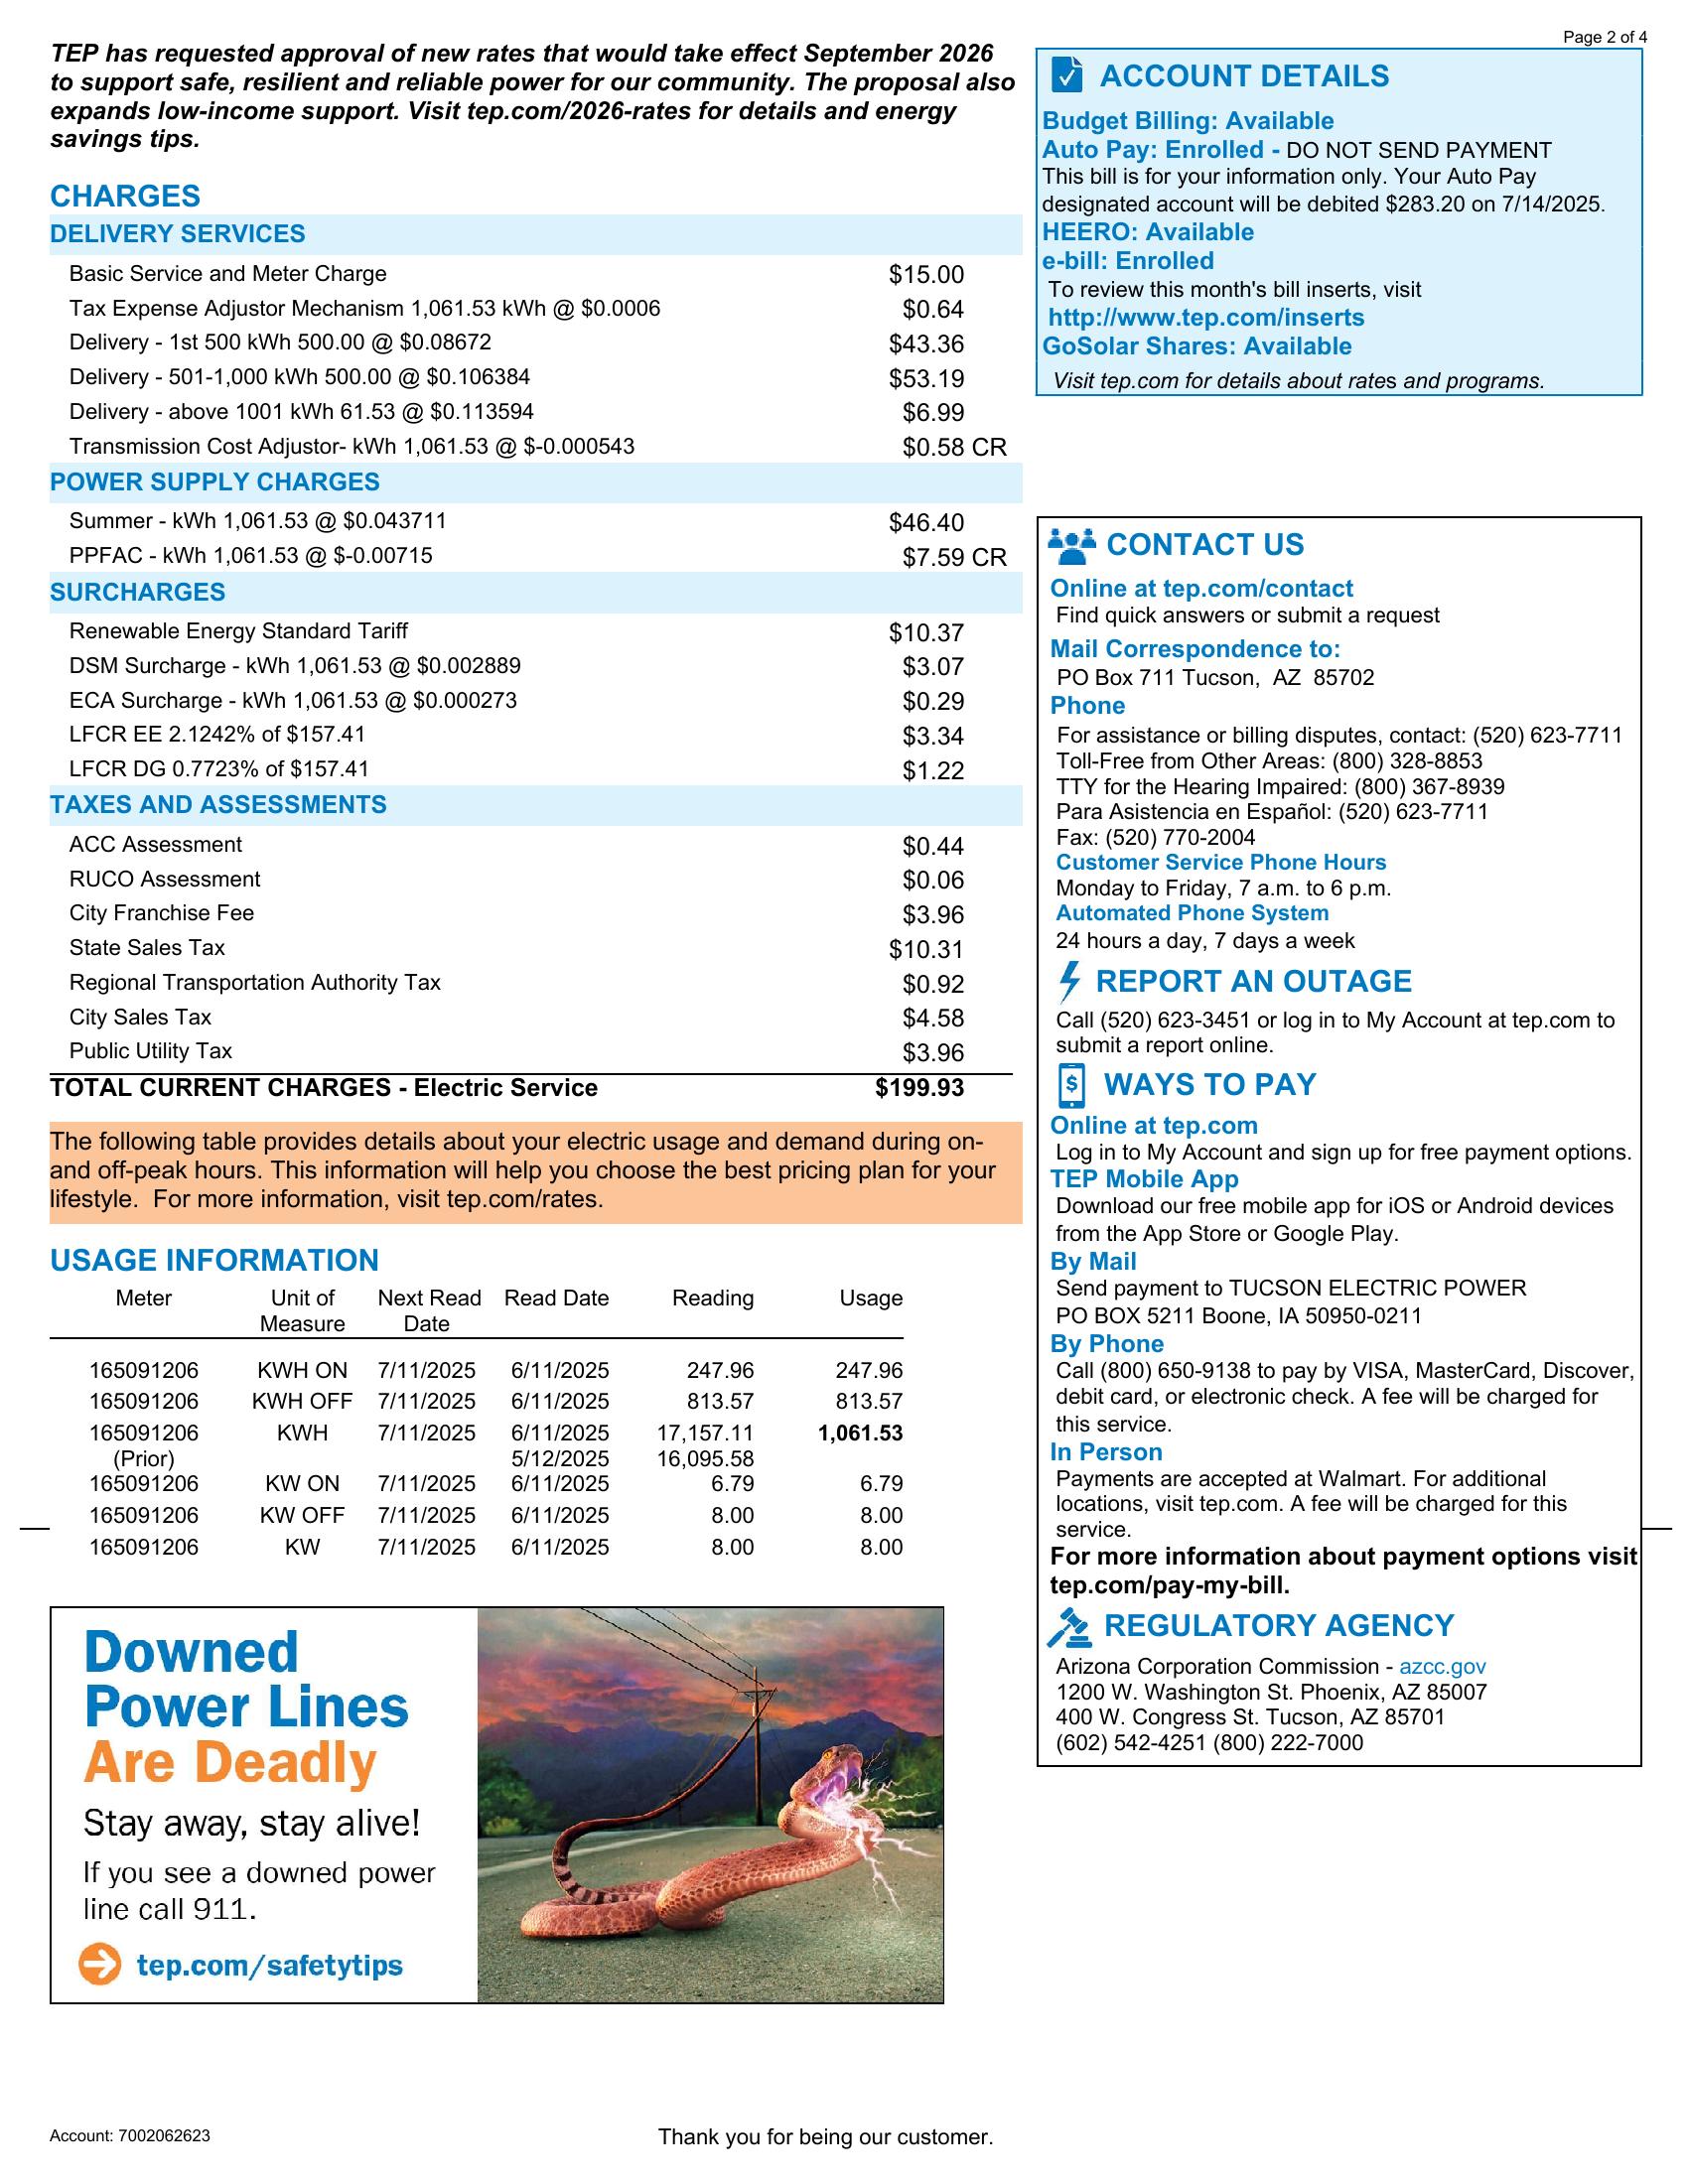 Page 2 of 4
TEP has requested approval of new rates that would take effect September 2026
to support safe, resilient and reliable power for our community. The proposal also
expands low-income support. Visit tep.com/2026-rates for details and energy
savings tips.
CHARGES
DELIVERY SERVICES
Basic Service and Meter Charge $15.00
Tax Expense Adjustor Mechanism 1,061.53 kWh @ $0.0006 $0.64
Delivery - 1st 500 kWh 500.00 @ $0.08672 $43.36
Delivery - 501-1,000 kWh 500.00 @ $0.106384 $53.19
Delivery - above 1001 kWh 61.53 @ $0.113594 $6.99
Transmission Cost Adjustor- kWh 1,061.53 @ $-0.000543 $0.58 CR
POWER SUPPLY CHARGES
Summer - kWh 1,061.53 @ $0.043711 $46.40
PPFAC - kWh 1,061.53 @ $-0.00715 $7.59 CR
SURCHARGES
Renewable Energy Standard Tariff $10.37
DSM Surcharge - kWh 1,061.53 @ $0.002889 $3.07
ECA Surcharge - kWh 1,061.53 @ $0.000273 $0.29
LFCR EE 2.1242% of $157.41 $3.34
LFCR DG 0.7723% of $157.41 $1.22
TAXES AND ASSESSMENTS
ACC Assessment $0.44
RUCO Assessment $0.06
City Franchise Fee $3.96
State Sales Tax $10.31
Regional Transportation Authority Tax $0.92
City Sales Tax $4.58
Public Utility Tax $3.96
TOTAL CURRENT CHARGES - Electric Service $199.93
The following table provides details about your electric usage and demand during on-
and off-peak hours. This information will help you choose the best pricing plan for your
lifestyle. For more information, visit tep.com/rates.
USAGE INFORMATION
Meter Unit of Next Read Read Date Reading Usage
Measure Date
165091206 KWH ON 7/11/2025 6/11/2025 247.96 247.96
165091206 KWH OFF 7/11/2025 6/11/2025 813.57 813.57
165091206 KWH 7/11/2025 6/11/2025 17,157.11 1,061.53
(Prior) 5/12/2025 16,095.58
165091206 KW ON 7/11/2025 6/11/2025 6.79 6.79
165091206 KW OFF 7/11/2025 6/11/2025 8.00 8.00
165091206 KW 7/11/2025 6/11/2025 8.00 8.00
Downed
Power Lines
Are Deadly
Stay away, stay alive!
If you see a downed power
line call 911.
tep.com/safetytips
ACCOUNT DETAILS
Budget Billing: Available
Auto Pay: Enrolled - DO NOT SEND PAYMENT
This bill is for your information only. Your Auto Pay
designated account will be debited $283.20 on 7/14/2025.
HEERO: Available
e-bill: Enrolled
To review this month's bill inserts, visit
http://www.tep.com/inserts
GoSolar Shares: Available
Visit tep.com for details about rates and programs.
CONTACT US
Online at tep.com/contact
Find quick answers or submit a request
Mail Correspondence to:
PO Box 711 Tucson, AZ 85702
Phone
For assistance or billing disputes, contact: (520) 623-7711
Toll-Free from Other Areas: (800) 328-8853
TTY for the Hearing Impaired: (800) 367-8939
Para Asistencia en Español: (520) 623-7711
Fax: (520) 770-2004
Customer Service Phone Hours
Monday to Friday, 7 a.m. to 6 p.m.
Automated Phone System
24 hours a day, 7 days a week
REPORT AN OUTAGE
Call (520) 623-3451 or log in to My Account at tep.com to
submit a report online.
$
WAYS TO PAY
Online at tep.com
Log in to My Account and sign up for free payment options.
TEP Mobile App
Download our free mobile app for iOS or Android devices
from the App Store or Google Play.
By Mail
Send payment to TUCSON ELECTRIC POWER
PO BOX 5211 Boone, IA 50950-0211
By Phone
Call (800) 650-9138 to pay by VISA, MasterCard, Discover,
debit card, or electronic check. A fee will be charged for
this service.
In Person
Payments are accepted at Walmart. For additional
locations, visit tep.com. A fee will be charged for this
service.
For more information about payment options visit
tep.com/pay-my-bill.
REGULATORY AGENCY
Arizona Corporation Commission - azcc.gov
1200 W. Washington St. Phoenix, AZ 85007
400 W. Congress St. Tucson, AZ 85701
(602) 542-4251 (800) 222-7000
Account: 7002062623
Thank you for being our customer.